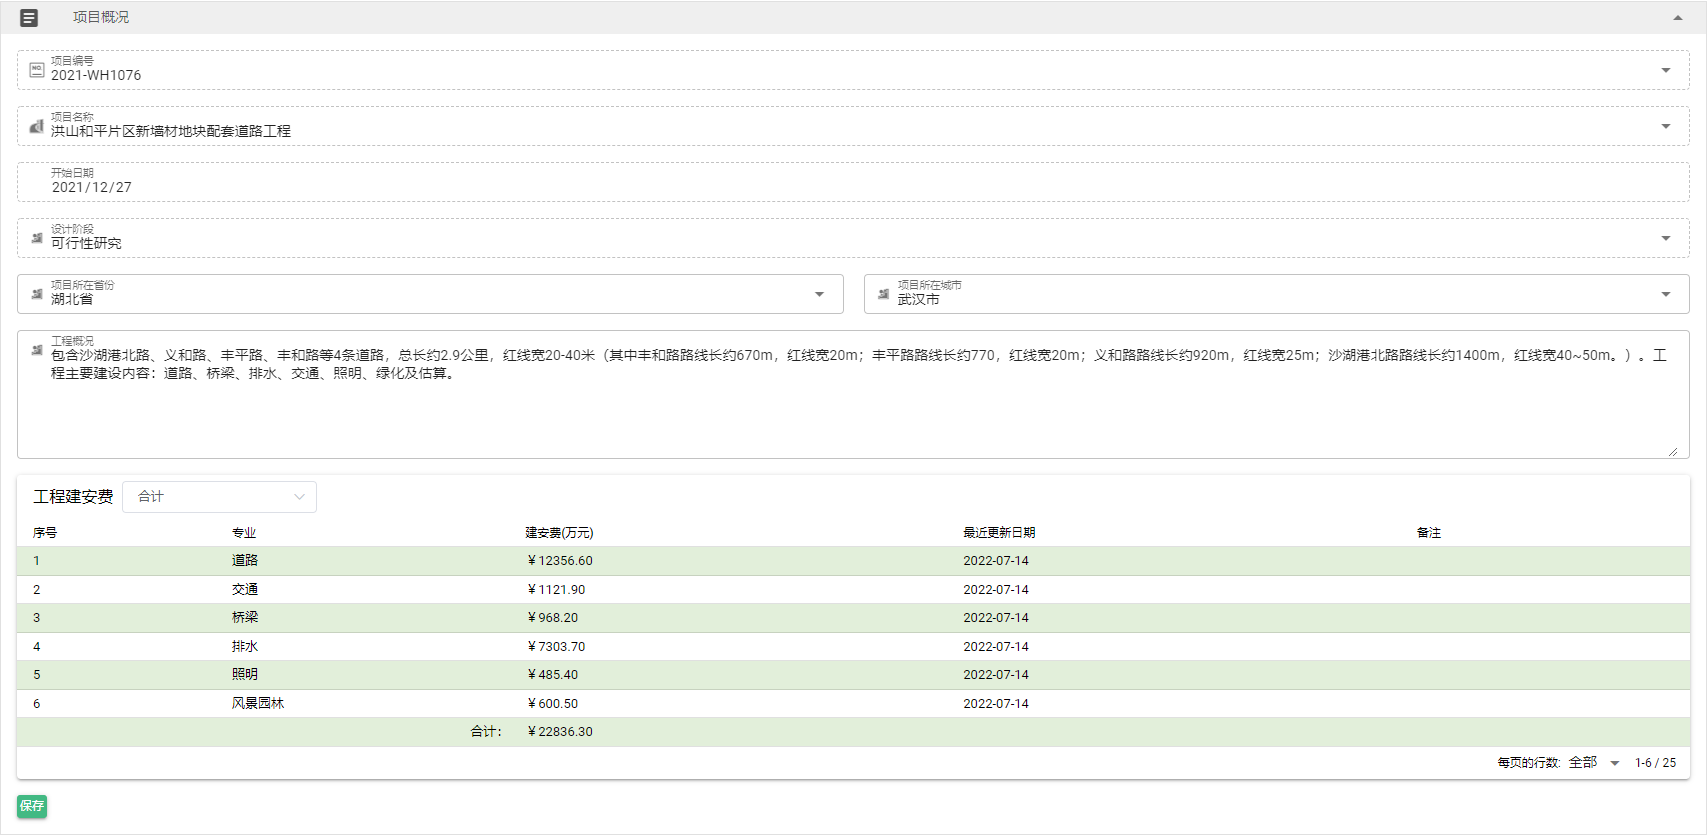 项目概况
项目编号
2021-WH1076
项目名称
洪山和平片区新墙材地块配套道路工程
开始日期
2021/12/27
设计阶段
可行性研究
项目所在省份
湖北省
项目所在城市
武汉市
工程概况
包含沙湖港北路、义和路、丰平路、丰和路等4条道路，总长约2.9公里，红线宽20-40米（其中丰和路路线长约670m，红线宽20m；丰平路路线长约770，红线宽20m；义和路路线长约920m，红线宽25m；沙湖港北路路线长约1400m，红线宽40~50m。）。工
程主要建设内容：道路、桥梁、排水、交通、照明、绿化及估算。
工程建安费 合计
序号 专业 建安费(万元) 最近更新日期 备注
1 道路 ￥12356.60 2022-07-14
2 交通 ￥1121.90 2022-07-14
3 桥梁 ￥968.20 2022-07-14
4 排水 ￥7303.70 2022-07-14
5 照明 ￥485.40 2022-07-14
6 风景园林 ￥600.50 2022-07-14
合计： ￥22836.30
每页的行数: 全部 1-6 / 25
保存